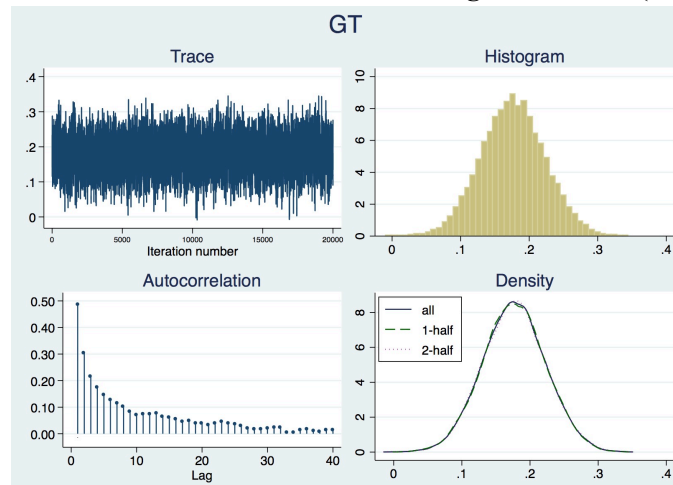 GT
Trace
.4
.3
.2
.1
0
0 5000 10000 15000 20000
Iteration number
Histogram
10
8
6
4
2
0
0 .1 .2 .3 .4
Autocorrelation
0.50
0.40
0.30
0.20
0.10
0.00
0 10 20 30 40
Lag
Density
all
1-half
2-half
8
6
4
2
0
0 .1 .2 .3 .4